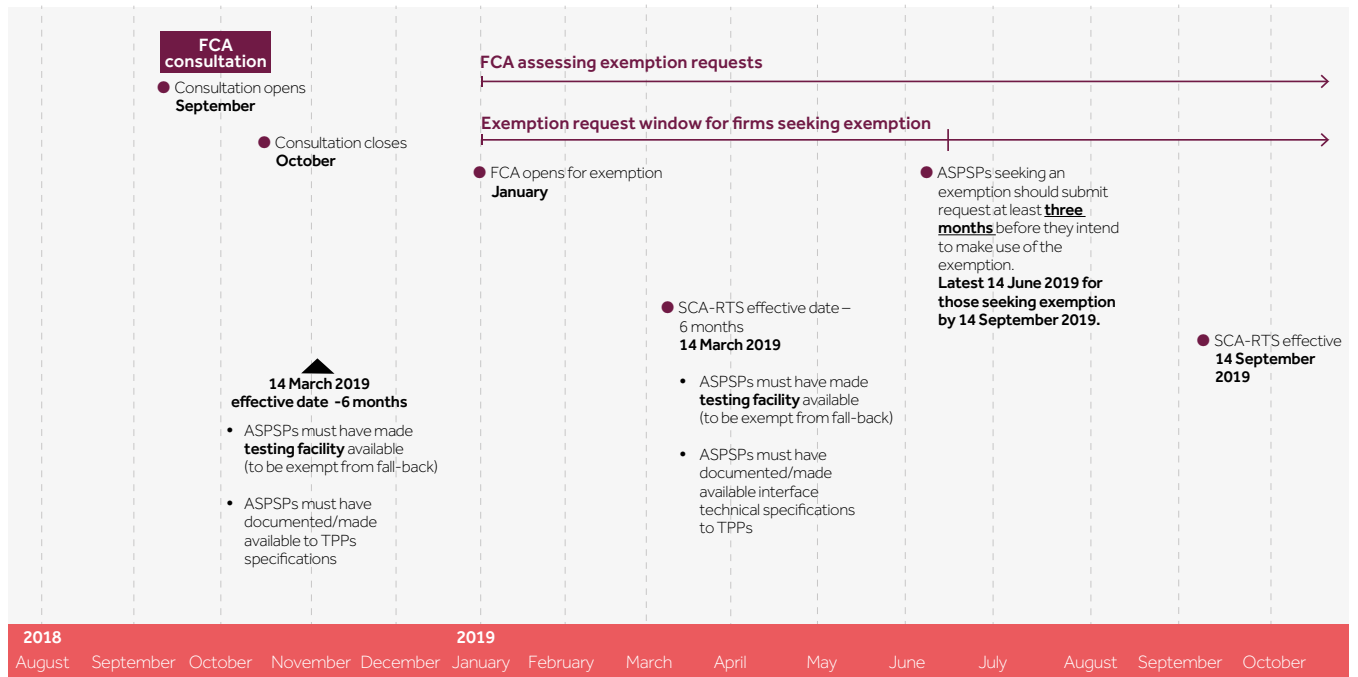 FCA
consultation
Consultation opens
September
Consultation closes
October
FCA assessing exemption requests
Exemption request window for firms seeking exemption
FCA opens for exemption
January
ASPSPs seeking an
exemption should submit
request at least three
months before they intend
to make use of the
exemption.
Latest 14 June 2019 for
those seeking exemption
by 14 September 2019.
SCA-RTS effective date –
6 months
14 March 2019
• ASPSPs must have made
testing facility available
(to be exempt from fall-back)
• ASPSPs must have
documented/made
available interface
technical specifications
to TPPs
SCA-RTS effective
14 September
2019
14 March 2019
effective date -6 months
• ASPSPs must have made
testing facility available
(to be exempt from fall-back)
• ASPSPs must have
documented/made
available to TPPs
specifications
2018 2019
August September October November December January February March April May June July August September October